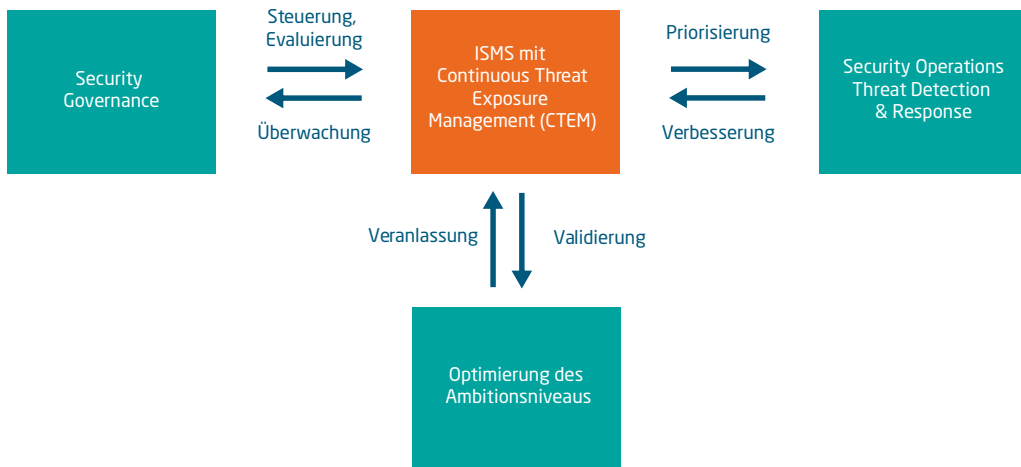 Security
Governance
Steuerung,
Evaluierung
Überwachung
ISMS mit
Continuous Threat
Exposure
Management (CTEM)
Priorisierung
Verbesserung
Security Operations
Threat Detection
& Response
Veranlassung
Validierung
Optimierung des
Ambitionsniveaus